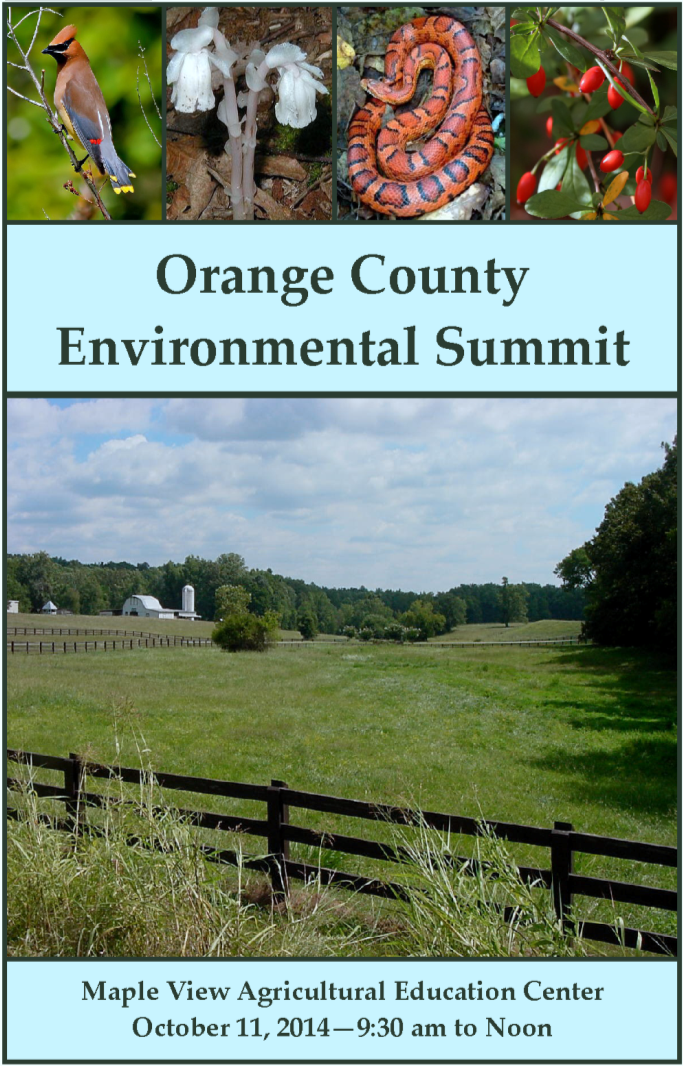 Orange County
Environmental Summit
Maple View Agricultural Education Center
October 11, 2014—9:30 am to Noon